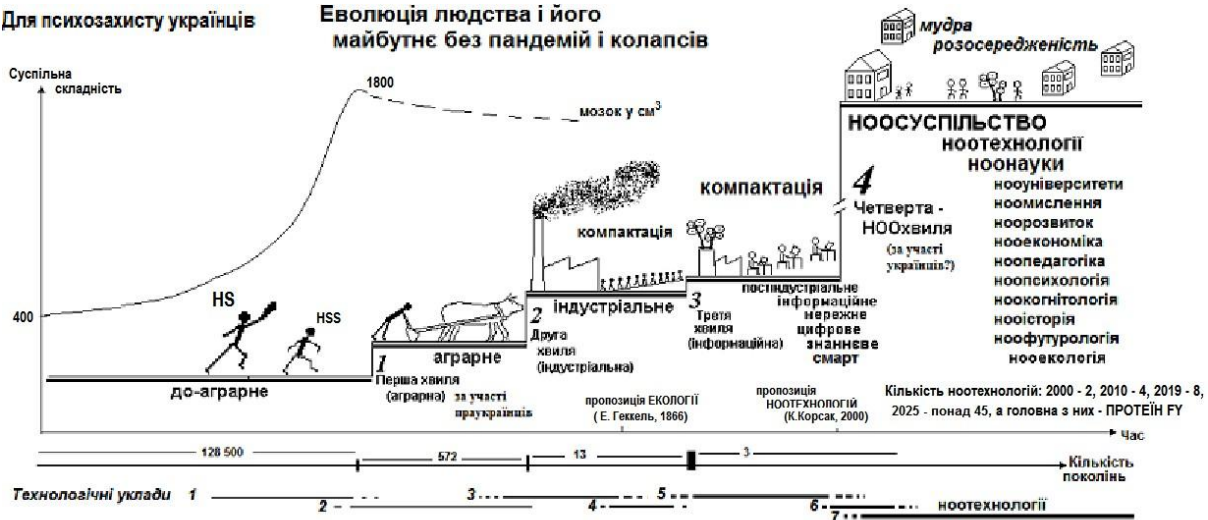 Для психозахисту українців
Еволюція людства і його
майбутнє без пандемій і колапсів
мудра
розосередженість
Суспільна
складність
1800
мозок у см³
400
HS
HSS
до-аграрне
1
Перша хвиля
(аграрна)
за участі
праукраїнців
аграрне
2
Друга
хвиля
(індустріальна)
індустріальне
компактація
3
Третя
хвиля
(інформаційна)
компактація
постіндустріальне
інформаційне
мережне
цифрове
знаннєве
смарт
4
Четверта -
НООхвиля
(за участі
українців?)
НООСУСПІЛЬСТВО
ноотехнології
ноонауки
nооуніверситети
ноомислення
ноорозвиток
нооекономіка
ноопедагогіка
ноопсихологія
ноокогнітологія
нооісторія
ноофутурологія
нооекологія
пропозиція ЕКОЛОГІЇ
( Е. Геккель, 1866)
пропозиція
НООТЕХНОЛОГІЙ
(К.Корсак, 2000)
Кількість ноотехнологій: 2000 - 2, 2010 - 4, 2019 - 8,
2025 - понад 45, а головна з них - ПРОТЕЇН FY
Час
128 500
572
13
3
Кількість
поколінь
Технологічні уклади 1
2
3
4
5
6
7
ноотехнології